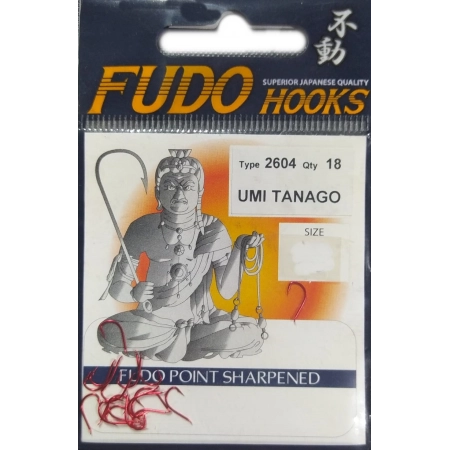 不動
FUDO HOOKS
SUPERIOR JAPANESE QUALITY
Type 2604 Qty 18
UMI TANAGO
SIZE
FUDO POINT SHARPENED